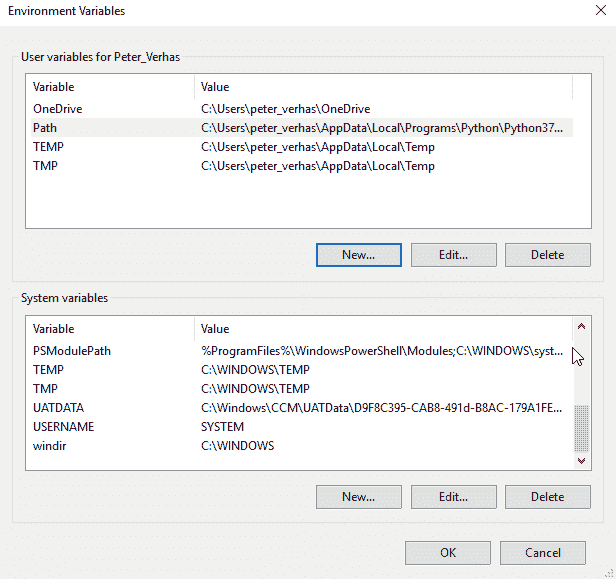 Environment Variables
User variables for Peter_Verhas
Variable Value
OneDrive C:\Users\peter_verhas\OneDrive
Path C:\Users\peter_verhas\AppData\Local\Programs\Python\Python37...
TEMP C:\Users\peter_verhas\AppData\Local\Temp
TMP C:\Users\peter_verhas\AppData\Local\Temp
New... Edit... Delete
System variables
Variable Value
PSModulePath %ProgramFiles%\WindowsPowerShell\Modules;C:\WINDOWS\syst...
TEMP C:\WINDOWS\TEMP
TMP C:\WINDOWS\TEMP
UATDATA C:\Windows\CCM\UATData\D9F8C395-CAB8-491d-B8AC-179A1FE...
USERNAME SYSTEM
windir C:\WINDOWS
New... Edit... Delete
OK Cancel